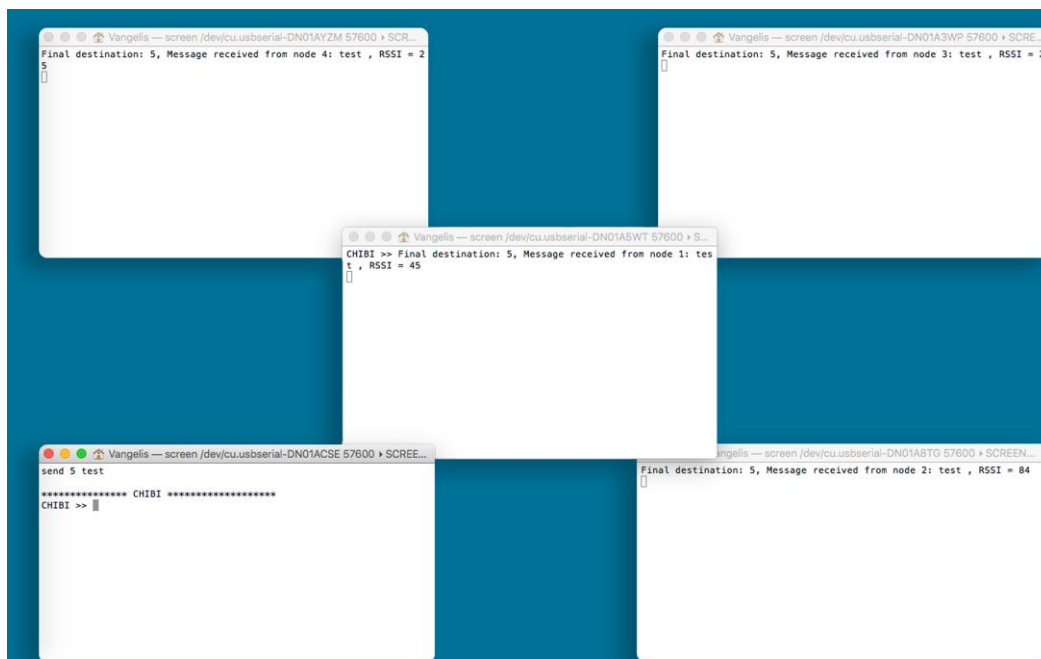 Vangelis — screen /dev/cu.usbserial-DN01AYZM 57600 ▸ SCR...
Final destination: 5, Message received from node 4: test , RSSI = 2
5
Vangelis — screen /dev/cu.usbserial-DN01A3WP 57600 ▸ SCRE...
Final destination: 5, Message received from node 3: test , RSSI =
Vangelis — screen /dev/cu.usbserial-DN01A5WT 57600 ▸ S...
CHIBI >> Final destination: 5, Message received from node 1: tes
t , RSSI = 45
Vangelis — screen /dev/cu.usbserial-DN01ACSE 57600 ▸ SCREE...
send 5 test
*************** CHIBI *******************
CHIBI >>
angelis — screen /dev/cu.usbserial-DN01A8TG 57600 ▸ SCREEN...
Final destination: 5, Message received from node 2: test , RSSI = 84